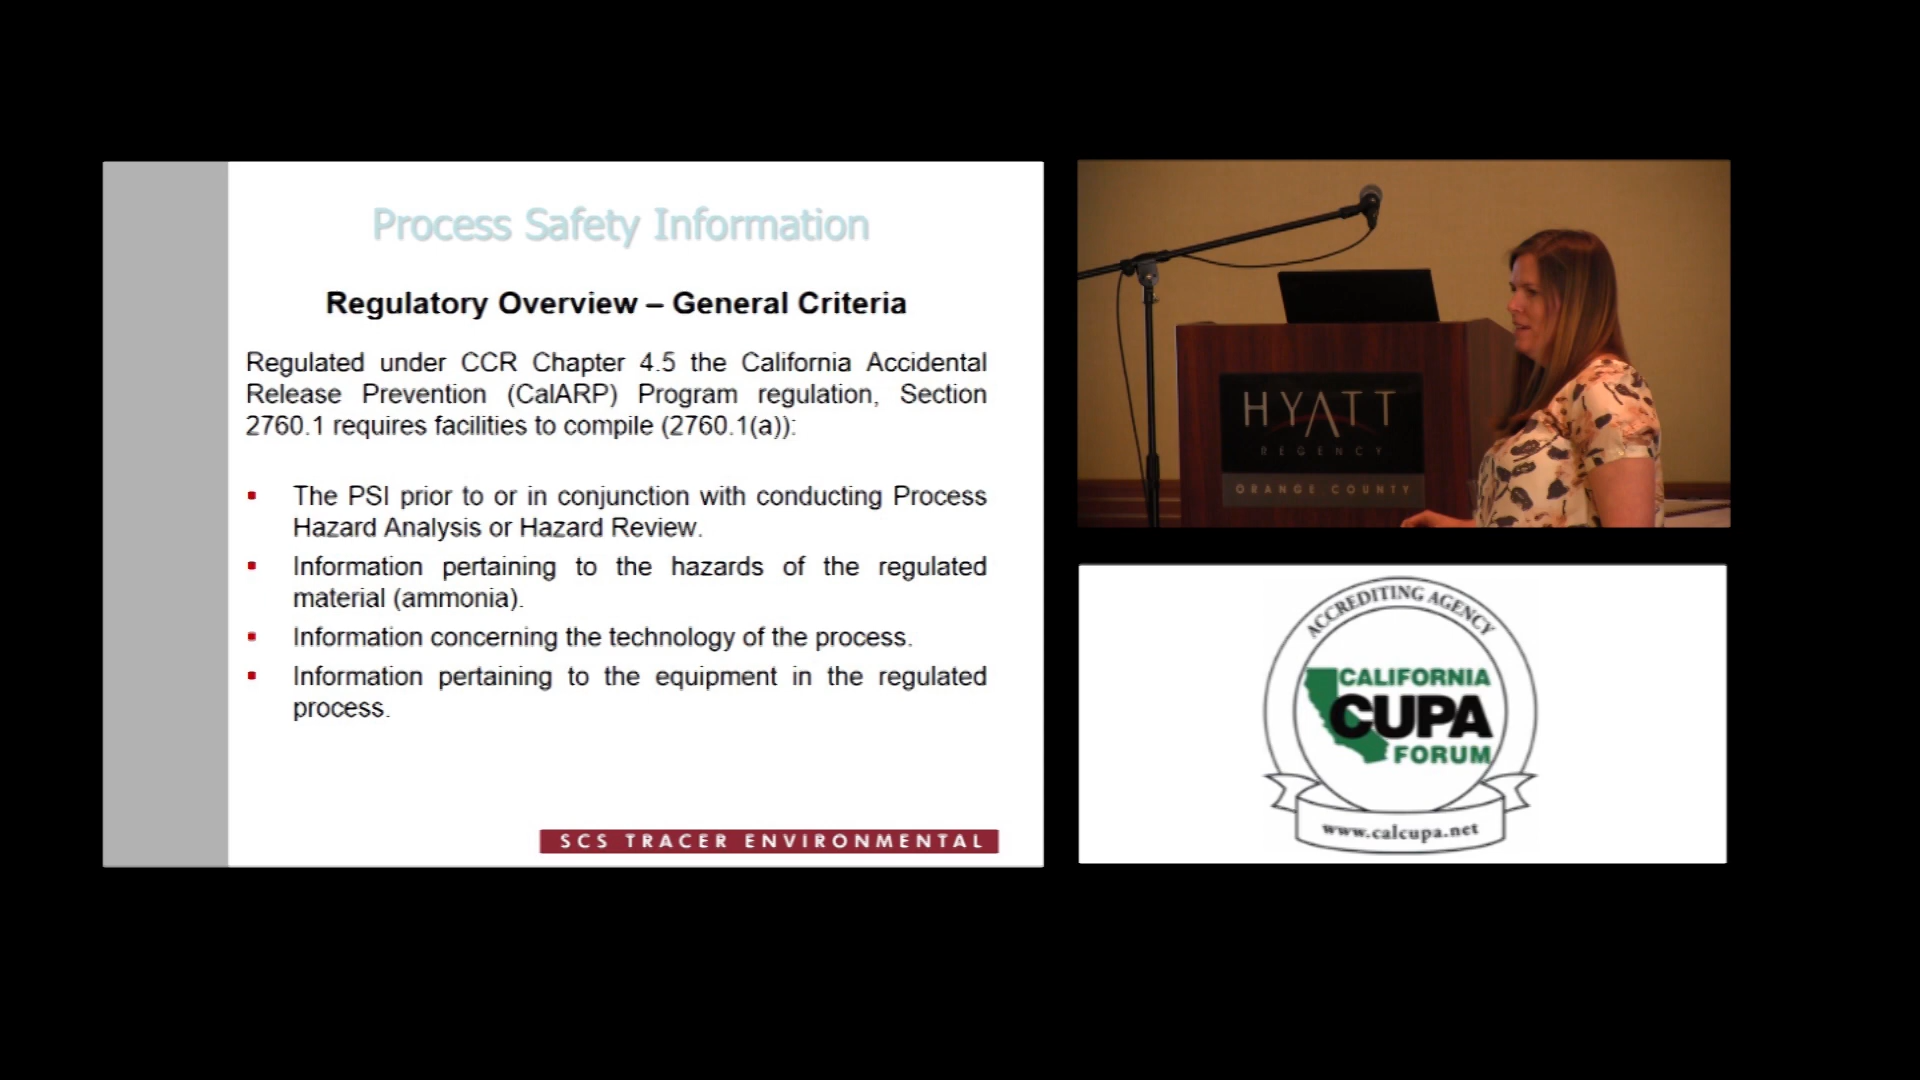 Process Safety Information
Regulatory Overview – General Criteria
Regulated under CCR Chapter 4.5 the California Accidental
Release Prevention (CalARP) Program regulation, Section
2760.1 requires facilities to compile (2760.1(a)):
▪ The PSI prior to or in conjunction with conducting Process
Hazard Analysis or Hazard Review.
▪ Information pertaining to the hazards of the regulated
material (ammonia).
▪ Information concerning the technology of the process.
▪ Information pertaining to the equipment in the regulated
process.
SCS TRACER ENVIRONMENTAL
HYATT
REGENCY
ORANGE COUNTY
ACCREDITING AGENCY
CALIFORNIA
CUPA
FORUM
www.calcupa.net